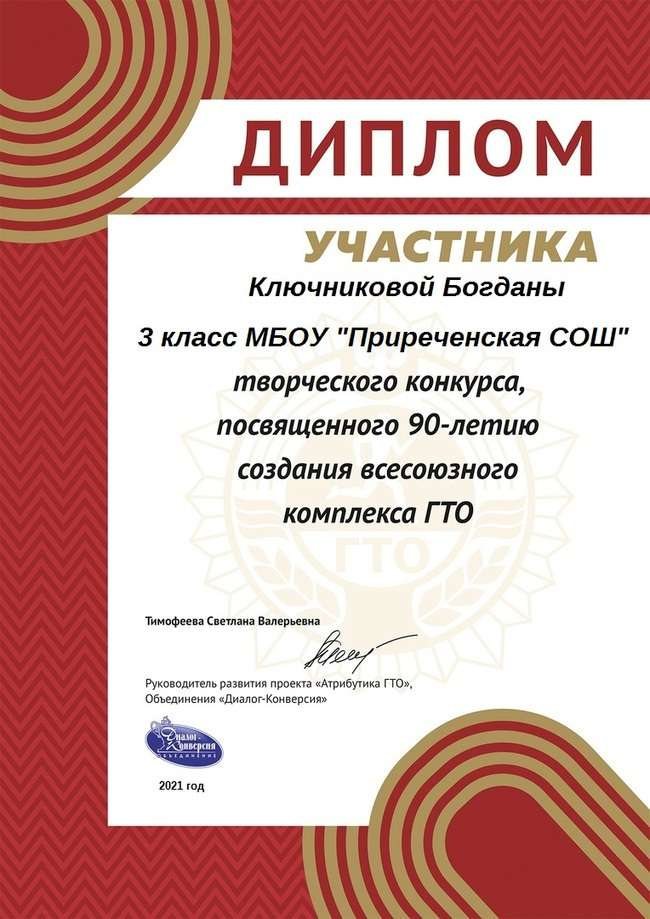 ДИПЛОМ
УЧАСТНИКА
Ключниковой Богданы
3 класс МБОУ "Приреченская СОШ"
творческого конкурса,
посвященного 90-летию
создания всесоюзного
комплекса ГТО
ГТО
Тимофеева Светлана Валерьевна
Руководитель развития проекта «Атрибутика ГТО»,
Объединения «Диалог-Конверсия»
Диалог-
Конверсия
ОБЪЕДИНЕНИЕ
2021 год